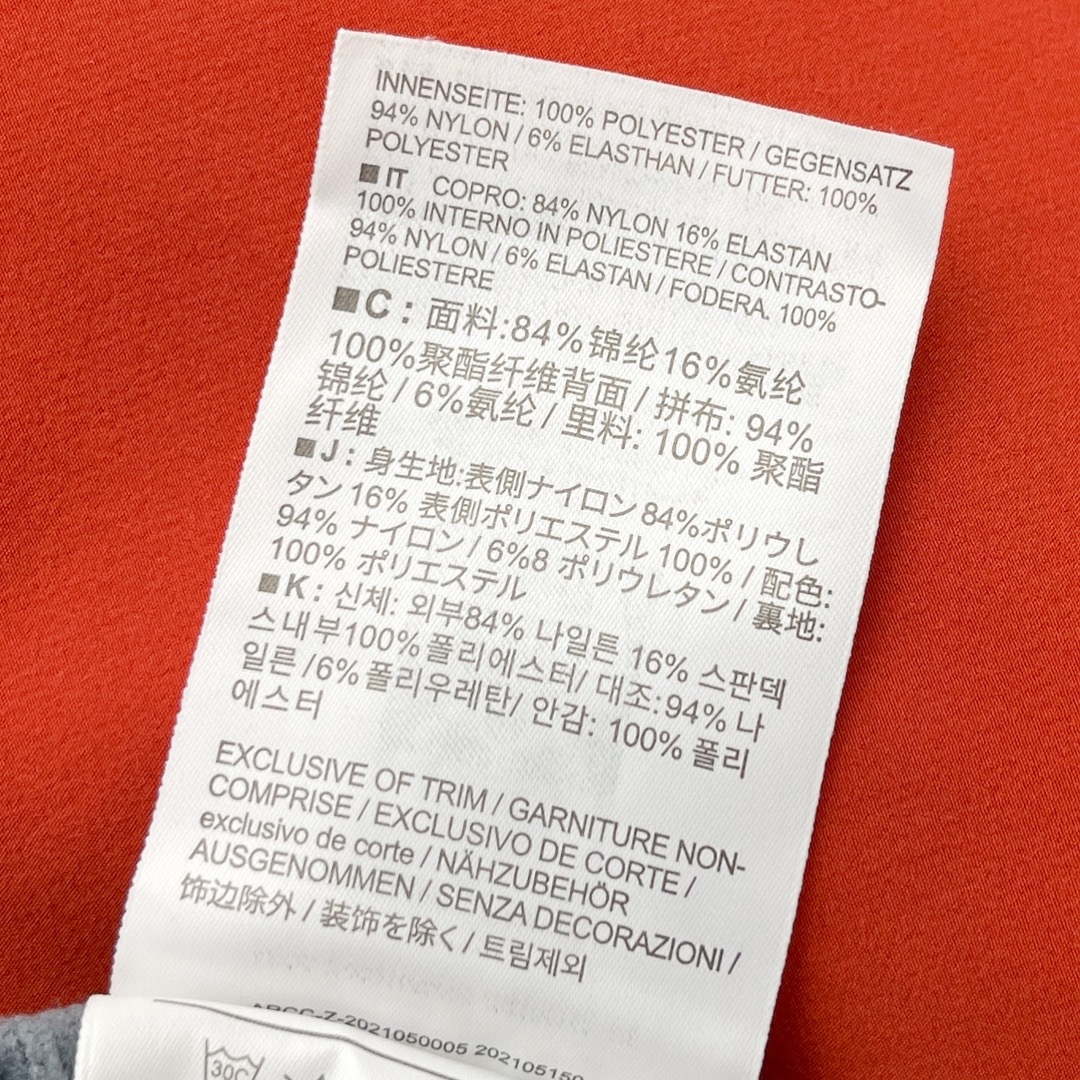 INNENSEITE: 100% POLYESTER / GEGENSATZ
94% NYLON / 6% ELASTHAN / FUTTER: 100%
POLYESTER
■IT COPRO: 84% NYLON 16% ELASTAN
100% INTERNO IN POLIESTERE / CONTRASTO-
94% NYLON / 6% ELASTAN / FODERA. 100%
POLIESTERE
■C : 面料:84%锦纶16%氨纶
100%聚酯纤维背面 / 拼布: 94%
锦纶 / 6%氨纶 / 里料: 100% 聚酯
纤维
■J : 身生地:表側ナイロン 84%ポリウし
タン 16% 表側ポリエステル 100% / 配色:
94% ナイロン / 6%8 ポリウレタン / 裏地:
100% ポリエステル
■K : 신체: 외부84% 나일튼 16% 스판덱
스내부100%폴리에스터/ 대조:94% 나
일른 /6%폴리우레탄/ 안감: 100% 폴리
에스터
EXCLUSIVE OF TRIM / GARNITURE NON-
COMPRISE / EXCLUSIVO DE CORTE /
exclusivo de corte / NÄHZUBEHÖR
AUSGENOMMEN / SENZA DECORAZIONI /
饰边除外 / 装饰を除く / 트림제외
Z-2021050005 202105150
30C